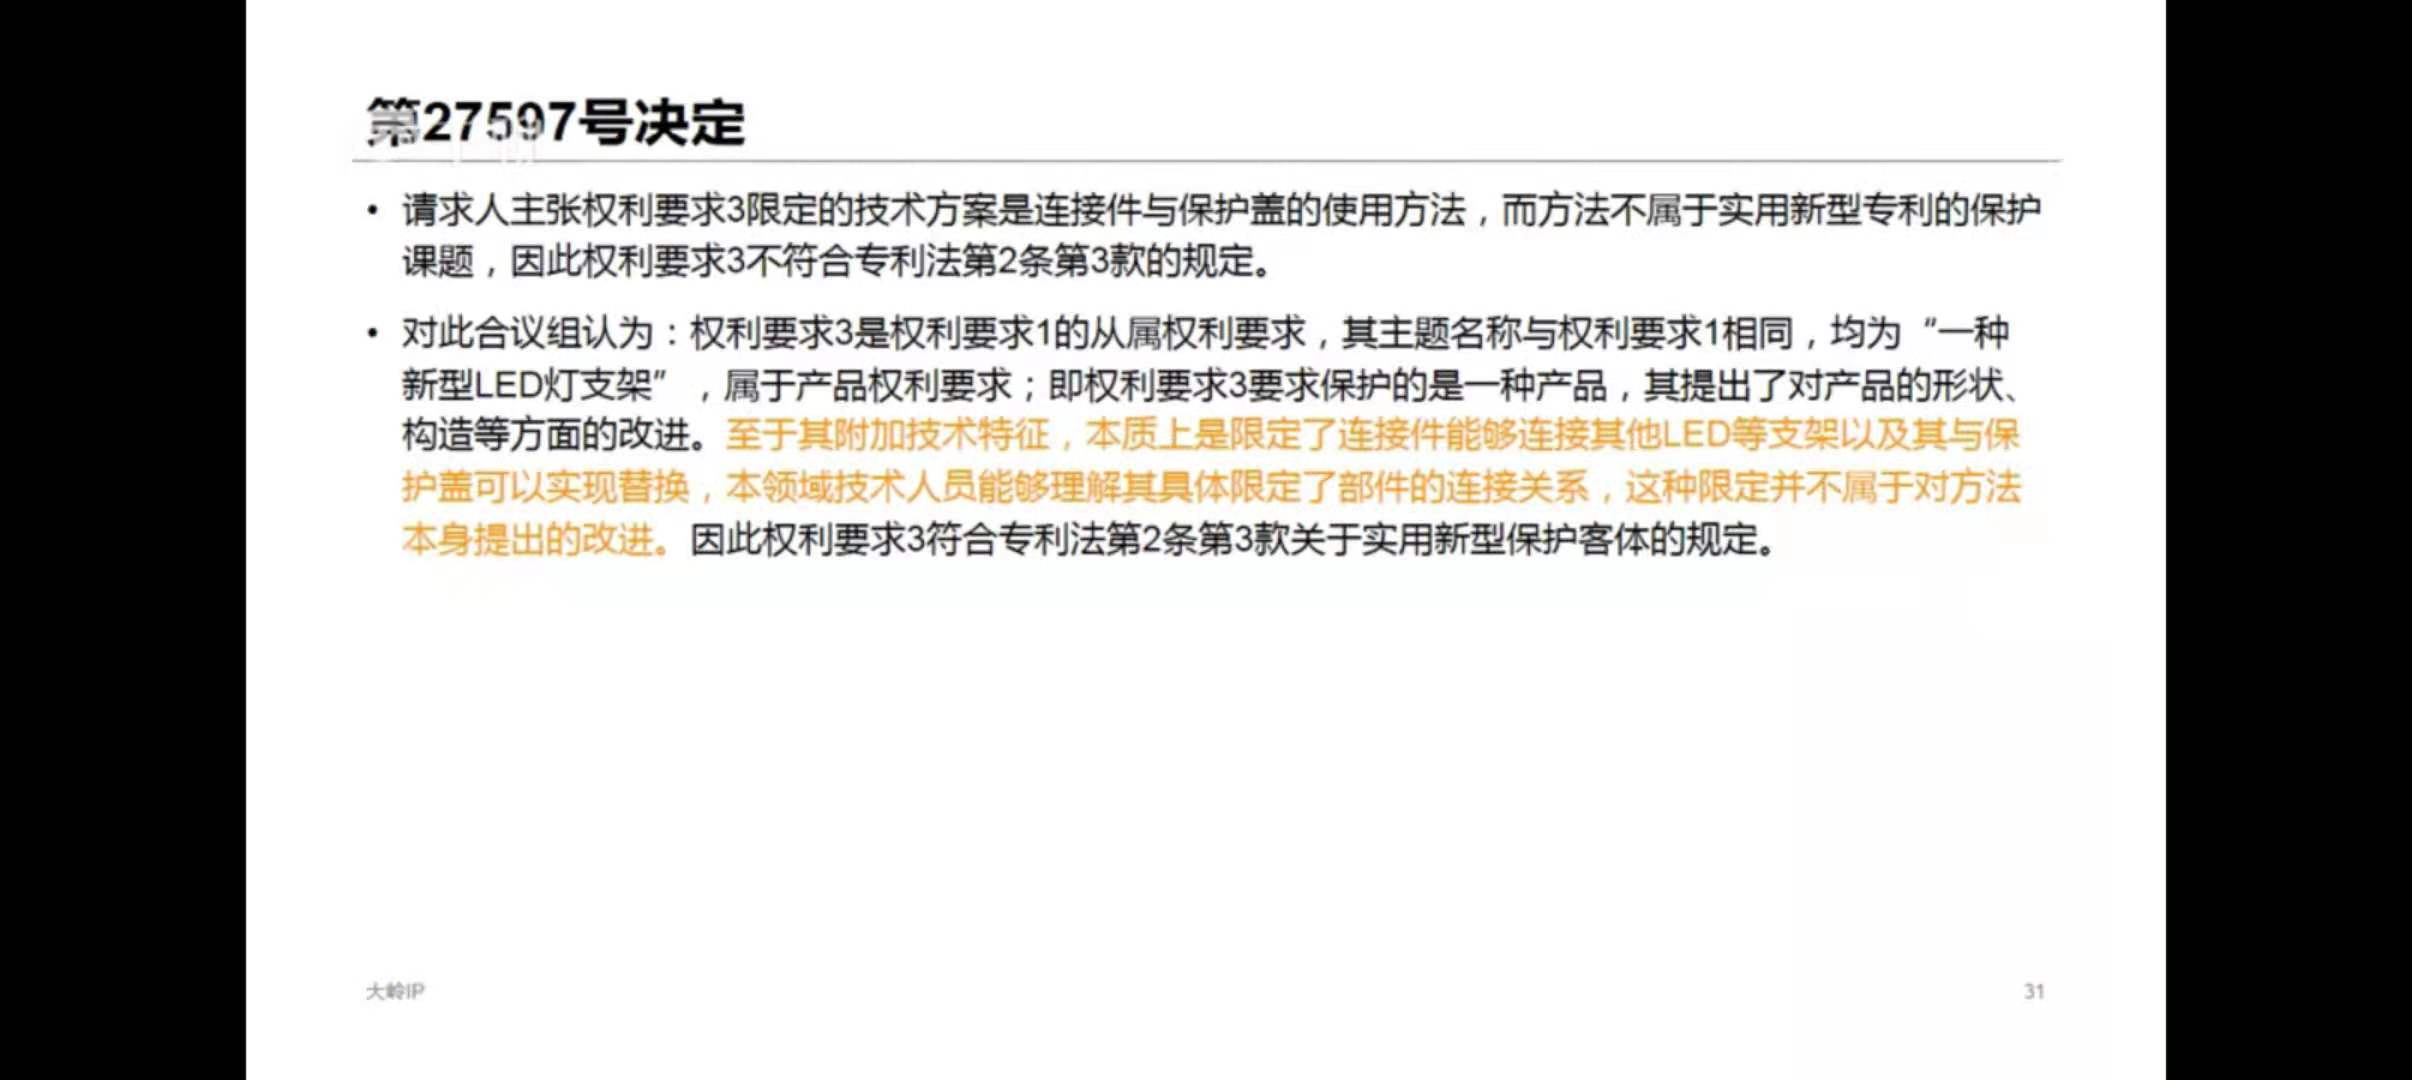 第27597号决定
• 请求人主张权利要求3限定的技术方案是连接件与保护盖的使用方法，而方法不属于实用新型专利的保护
课题，因此权利要求3不符合专利法第2条第3款的规定。
• 对此合议组认为：权利要求3是权利要求1的从属权利要求，其主题名称与权利要求1相同，均为“一种
新型LED灯支架”，属于产品权利要求；即权利要求3要求保护的是一种产品，其提出了对产品的形状、
构造等方面的改进。至于其附加技术特征，本质上是限定了连接件能够连接其他LED等支架以及其与保
护盖可以实现替换，本领域技术人员能够理解其具体限定了部件的连接关系，这种限定并不属于对方法
本身提出的改进。因此权利要求3符合专利法第2条第3款关于实用新型保护客体的规定。
大岭IP
31